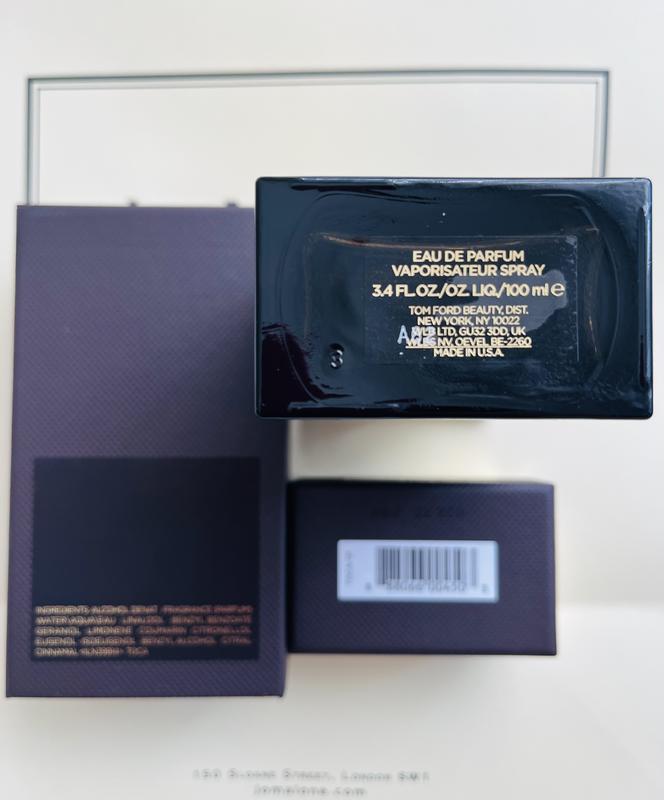 EAU DE PARFUM
VAPORISATEUR SPRAY
3.4 FL.OZ./OZ. LIQ./100 ml ℮
TOM FORD BEAUTY, DIST.
NEW YORK, NY 10022
LTD, GU32 3DD, UK
NV, OEVEL BE-2260
MADE IN U.S.A.
3
INGREDIENTS: ALCOHOL DENAT. · FRAGRANCE (PARFUM)
WATER\AQUA\EAU · LINALOOL · BENZYL BENZOATE
GERANIOL · LIMONENE · COUMARIN · CITRONELLOL
EUGENOL · ISOEUGENOL · BENZYL ALCOHOL · CITRAL
CINNAMAL
150 Sloane Street, London SW1
jomalone.com